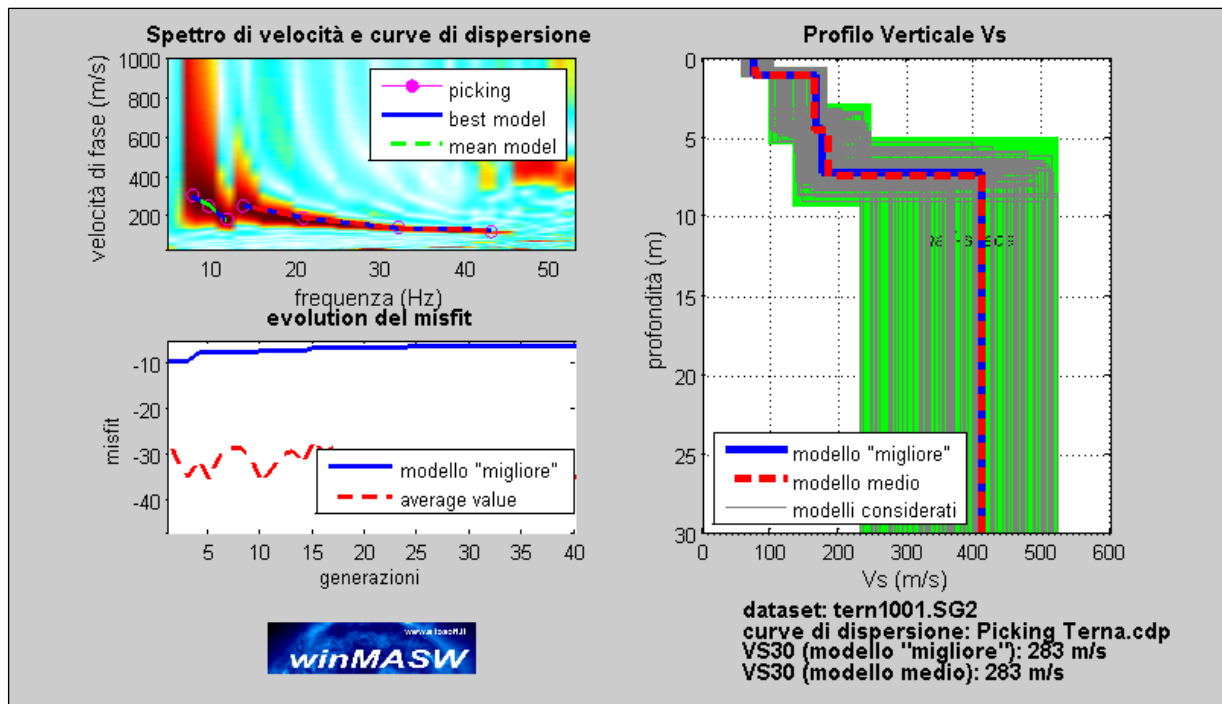 Spettro di velocità e curve di dispersione
velocità di fase (m/s)
1000
800
600
400
200
picking
best model
mean model
10
20
30
40
50
frequenza (Hz)
evolution del misfit
misfit
-10
-20
-30
-40
modello "migliore"
average value
5
10
15
20
25
30
35
40
generazioni
www.eliosoft.it
winMASW
Profilo Verticale Vs
profondità (m)
0
5
10
15
20
25
30
modello "migliore"
modello medio
modelli considerati
0
100
200
300
400
500
600
Vs (m/s)
dataset: tern1001.SG2
curve di dispersione: Picking Terna.cdp
VS30 (modello "migliore"): 283 m/s
VS30 (modello medio): 283 m/s